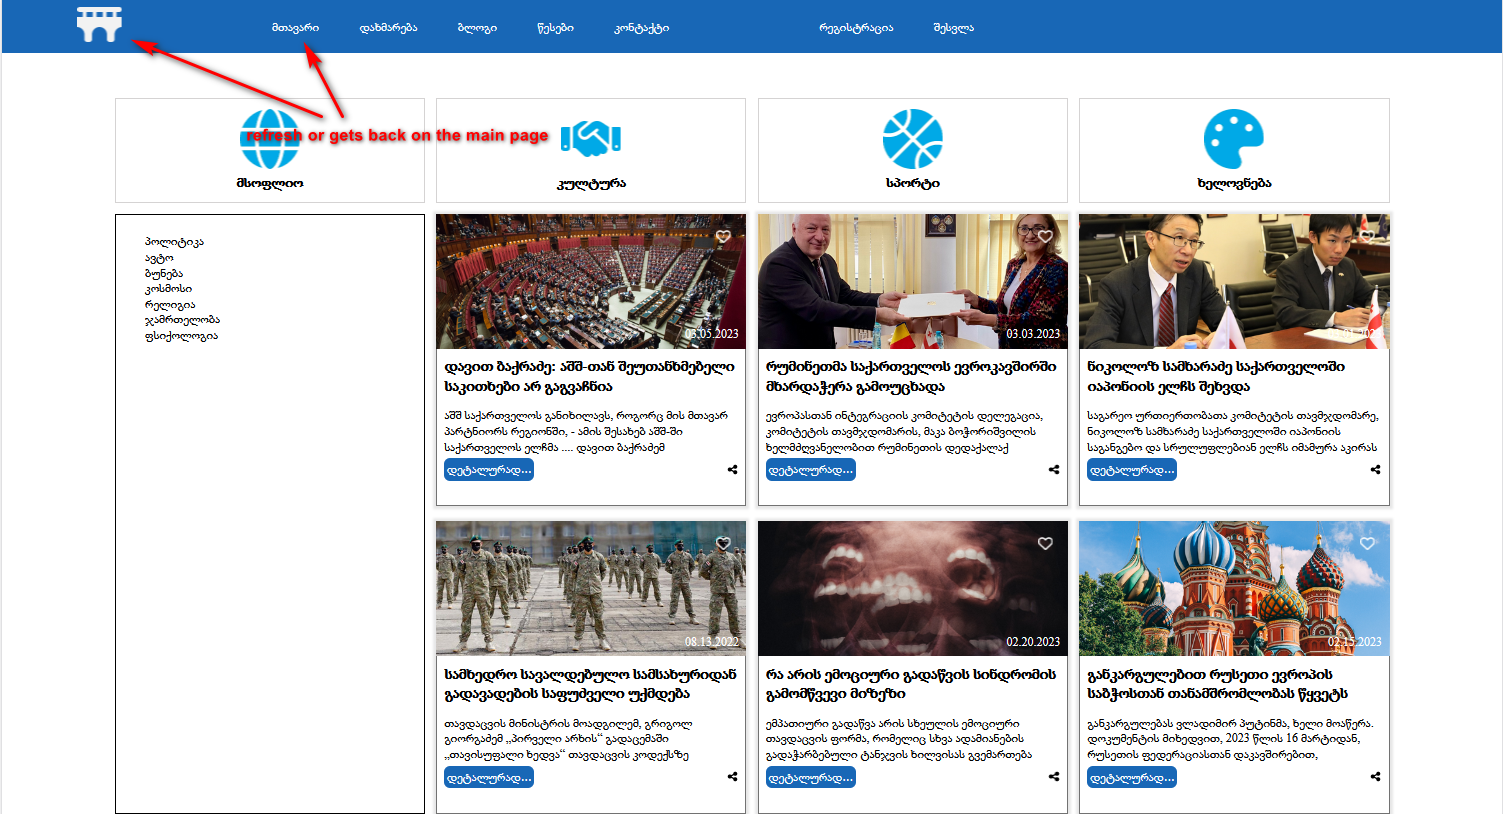 მთავარი დახმარება ბლოგი წესები კონტაქტი რეგისტრაცია შესვლა
refresh or gets back on the main page
მსოფლიო
კულტურა
სპორტი
ხელოვნება
პოლიტიკა
ავტო
ბუნება
კოსმოსი
რელიგია
ჯამრთელობა
ფსიქოლოგია
03.05.2023
დავით ბაქრაძე: აშშ-თან შეუთანხმებელი
საკითხები არ გაგვაჩნია
აშშ საქართველოს განიხილავს, როგორც მის მთავარ
პარტნიორს რეგიონში, - ამის შესახებ აშშ-ში
საქართველოს ელჩმა .... დავით ბაქრაძემ
დეტალურად...
03.03.2023
რუმინეთმა საქართველოს ევროკავშირში
მხარდაჭერა გამოუცხადა
ევროპასთან ინტეგრაციის კომიტეტის დელეგაცია,
კომიტეტის თავმჯდომარის, მაკა ბოჭორიშვილის
ხელმძღვანელობით რუმინეთის დედაქალაქ
დეტალურად...
ნიკოლოზ სამხარაძე საქართველოში
იაპონიის ელჩს შეხვდა
საგარეო ურთიერთობათა კომიტეტის თავმჯდომარე,
ნიკოლოზ სამხარაძე საქართველოში იაპონიის
საგანგებო და სრულუფლებიან ელჩს იმამურა აკირას
დეტალურად...
08.13.2022
სამხედრო სავალდებულო სამსახურიდან
გადავადების საფუძველი უქმდება
თავდაცვის მინისტრის მოადგილემ, გრიგოლ
გიორგაძემ „პირველი არხის“ გადაცემაში
„თავისუფალი ხედვა“ თავდაცვის კოდექსზე
დეტალურად...
02.20.2023
რა არის ემოციური გადაწვის სინდრომის
გამომწვევი მიზეზი
ემპათიური გადაწვა არის სხეულის ემოციური
თავდაცვის ფორმა, რომელიც სხვა ადამიანების
გადაჭარბებული ტანჯვის ხილვისას გვემართება
დეტალურად...
02.15.2023
განკარგულებით რუსეთი ევროპის
საბჭოსთან თანამშრომლობას წყვეტს
განკარგულებას ვლადიმირ პუტინმა, ხელი მოაწერა.
დოკუმენტის მიხედვით, 2023 წლის 16 მარტიდან,
რუსეთის ფედერაციასთან დაკავშირებით,
დეტალურად...